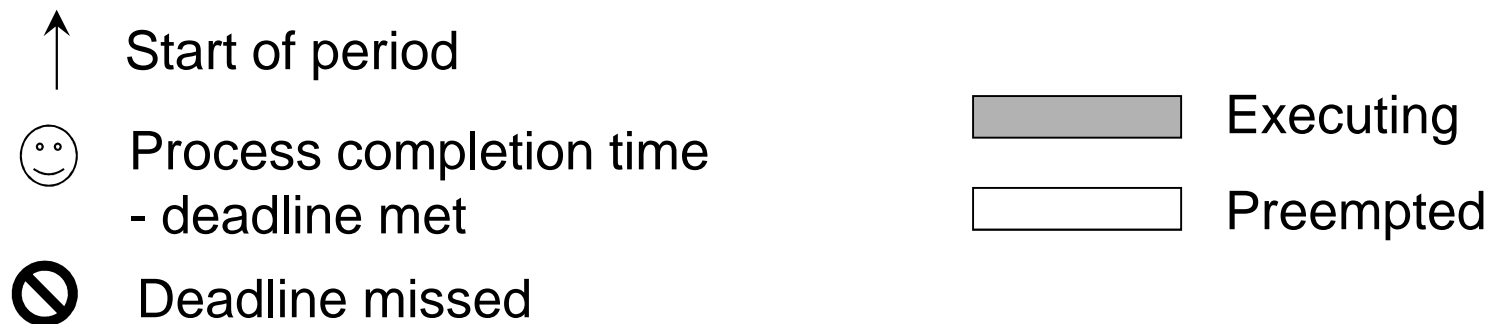 Start of period
Process completion time
- deadline met
Deadline missed
Executing
Preempted